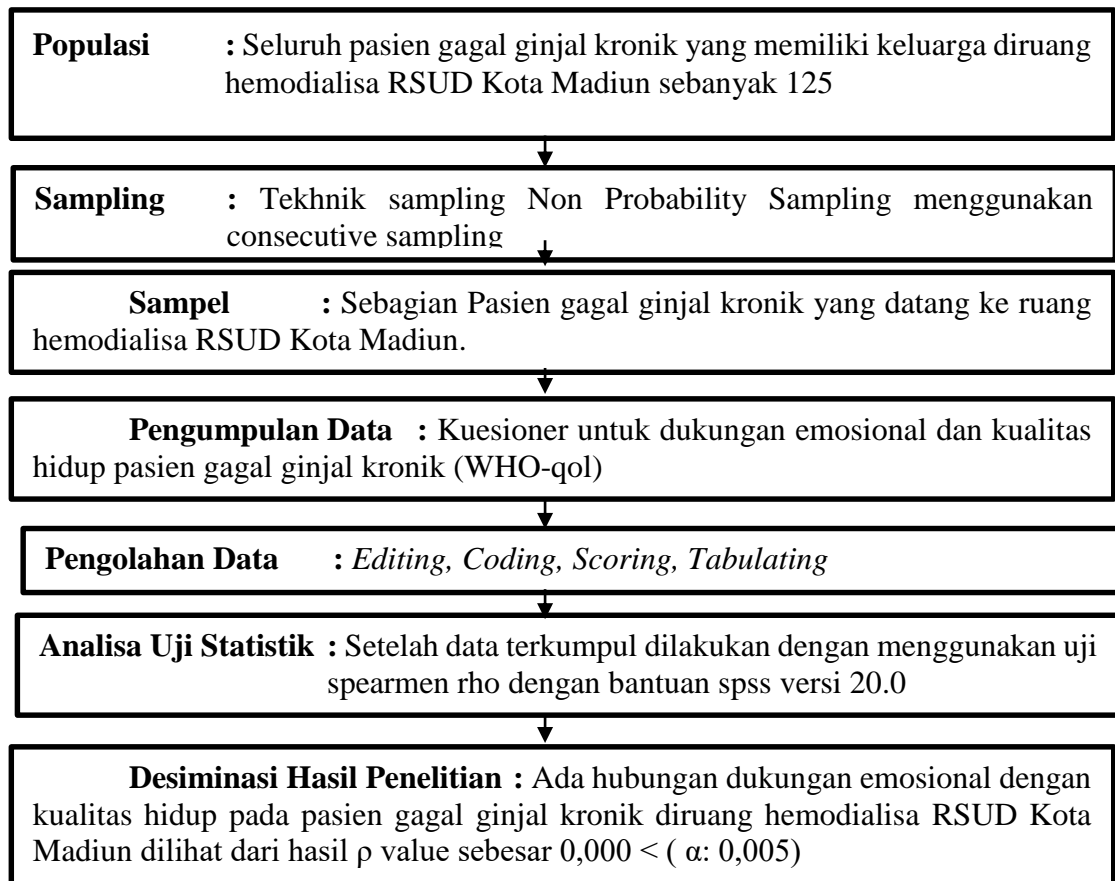 Populasi : Seluruh pasien gagal ginjal kronik yang memiliki keluarga diruang
hemodialisa RSUD Kota Madiun sebanyak 125
Sampling : Tekhnik sampling Non Probability Sampling menggunakan
consecutive sampling
Sampel : Sebagian Pasien gagal ginjal kronik yang datang ke ruang
hemodialisa RSUD Kota Madiun.
Pengumpulan Data : Kuesioner untuk dukungan emosional dan kualitas
hidup pasien gagal ginjal kronik (WHO-qol)
Pengolahan Data : Editing, Coding, Scoring, Tabulating
Analisa Uji Statistik : Setelah data terkumpul dilakukan dengan menggunakan uji
spearmen rho dengan bantuan spss versi 20.0
Desiminasi Hasil Penelitian : Ada hubungan dukungan emosional dengan
kualitas hidup pada pasien gagal ginjal kronik diruang hemodialisa RSUD Kota
Madiun dilihat dari hasil ρ value sebesar 0,000 < ( α: 0,005)